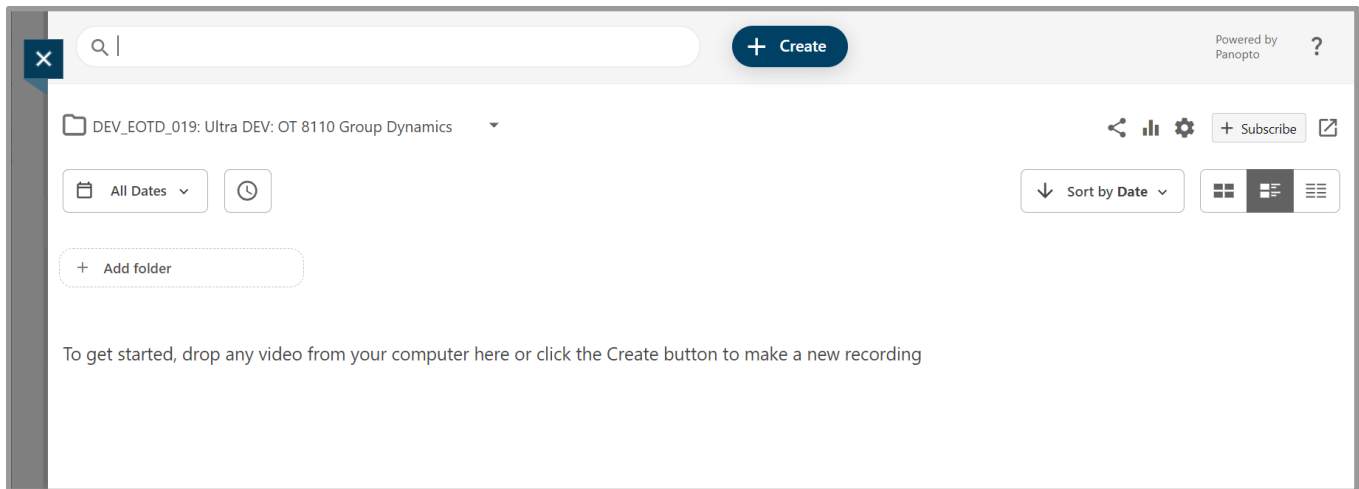 + Create
Powered by
Panopto
?
DEV_EOTD_019: Ultra DEV: OT 8110 Group Dynamics
+ Subscribe
All Dates
Sort by Date
+ Add folder
To get started, drop any video from your computer here or click the Create button to make a new recording